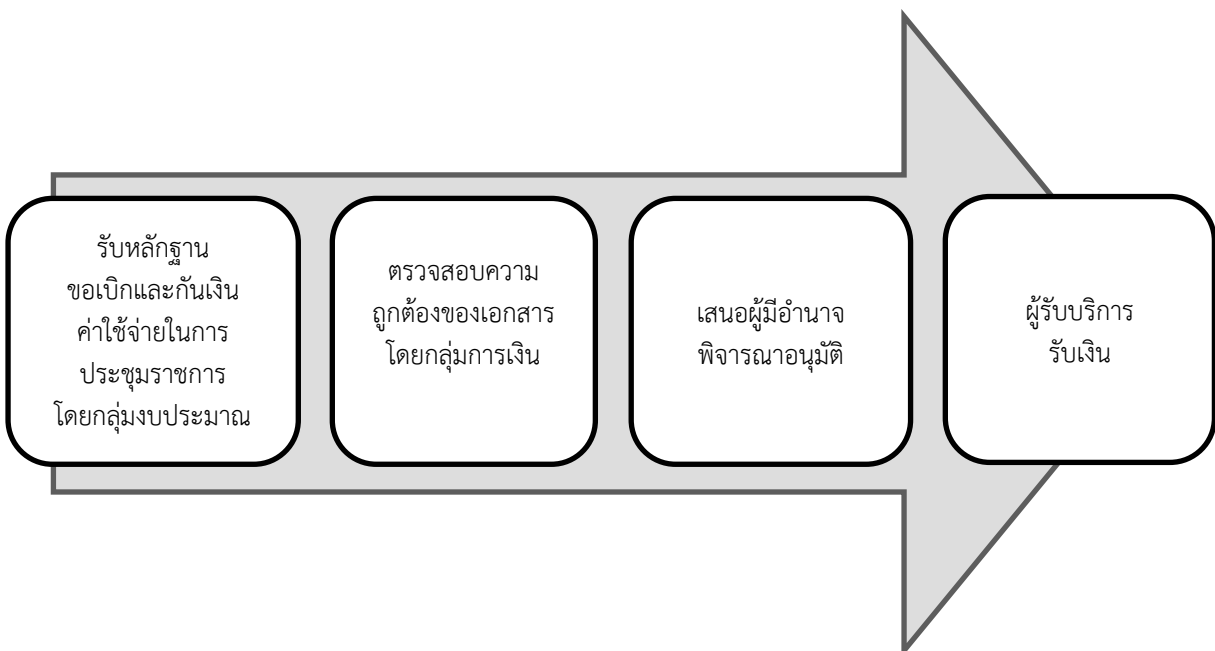 รับหลักฐาน
ขอเบิกและกันเงิน
ค่าใช้จ่ายในการ
ประชุมราชการ
โดยกลุ่มงบประมาณ
ตรวจสอบความ
ถูกต้องของเอกสาร
โดยกลุ่มการเงิน
เสนอผู้มีอำนาจ
พิจารณาอนุมัติ
ผู้รับบริการ
รับเงิน